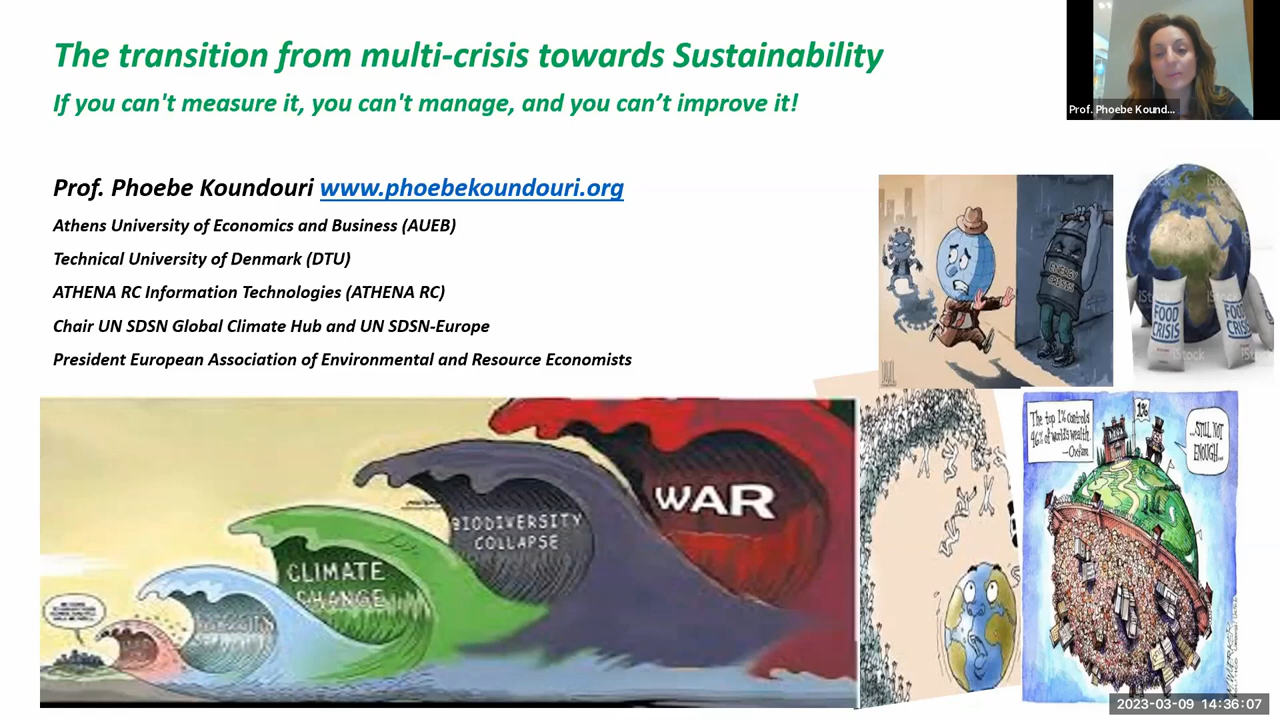 The transition from multi-crisis towards Sustainability
If you can't measure it, you can't manage, and you can’t improve it!
Prof. Phoebe Kound...
Prof. Phoebe Koundouri www.phoebekoundouri.org
Athens University of Economics and Business (AUEB)
Technical University of Denmark (DTU)
ATHENA RC Information Technologies (ATHENA RC)
Chair UN SDSN Global Climate Hub and UN SDSN-Europe
President European Association of Environmental and Resource Economists
ENERGY
CRISIS
FOOD
CRISIS
FOOD
CRISIS
iStock
WAR
BIODIVERSITY
COLLAPSE
CLIMATE
CHANGE
The top 1% controls
46% of world's wealth.
—Oxfam
1%
...STILL NOT
ENOUGH...
2023-03-09 14:36:07